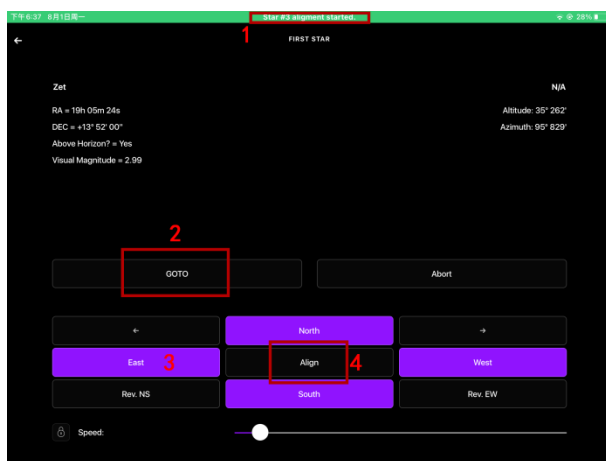 下午6:37 8月1日周一 Star #3 aligment started. 28%
1
← FIRST STAR
Zet N/A
RA = 19h 05m 24s Altitude: 35° 262'
DEC = +13° 52' 00" Azimuth: 95° 829'
Above Horizon? = Yes
Visual Magnitude = 2.99
2
GOTO Abort
← North →
East 3 Align 4 West
Rev. NS South Rev. EW
Speed: